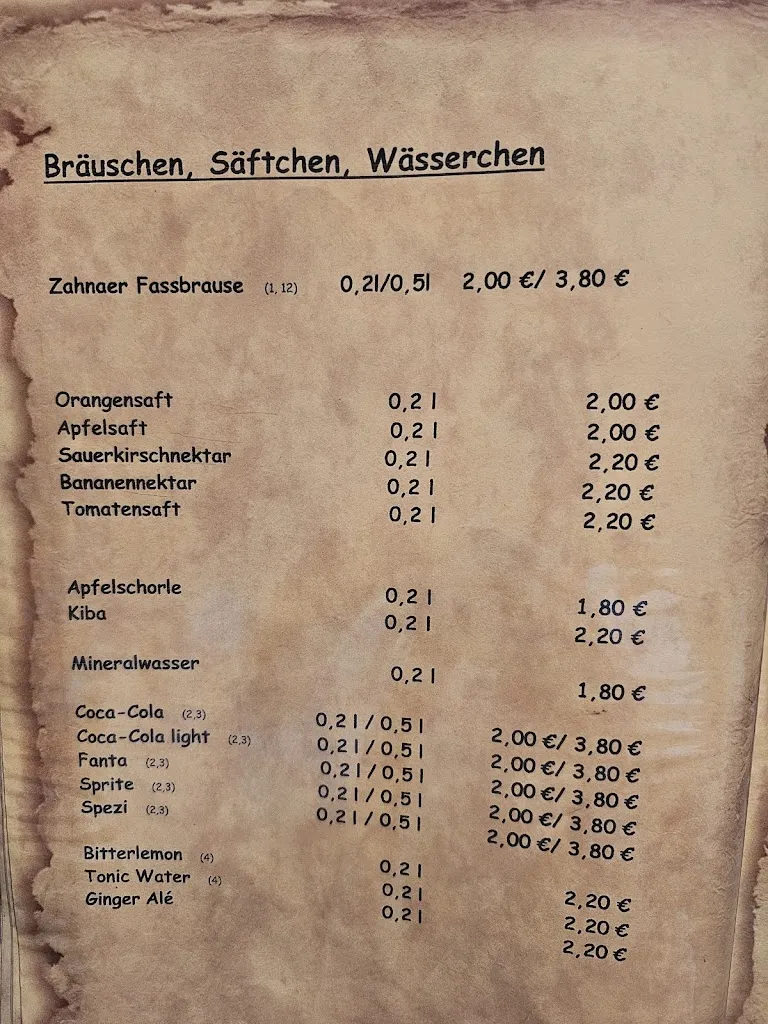 Bräuschen, Säftchen, Wässerchen
Zahnaer Fassbrause (1, 12) 0,2l/0,5l 2,00 €/ 3,80 €
Orangensaft 0,2 l 2,00 €
Apfelsaft 0,2 l 2,00 €
Sauerkirschnektar 0,2 l 2,20 €
Bananennektar 0,2 l 2,20 €
Tomatensaft 0,2 l 2,20 €
Apfelschorle 0,2 l 1,80 €
Kiba 0,2 l 2,20 €
Mineralwasser 0,2 l 1,80 €
Coca-Cola (2,3) 0,2 l / 0,5 l 2,00 €/ 3,80 €
Coca-Cola light (2,3) 0,2 l / 0,5 l 2,00 €/ 3,80 €
Fanta (2,3) 0,2 l / 0,5 l 2,00 €/ 3,80 €
Sprite (2,3) 0,2 l / 0,5 l 2,00 €/ 3,80 €
Spezi (2,3) 0,2 l / 0,5 l 2,00 €/ 3,80 €
Bitterlemon (4) 0,2 l 2,20 €
Tonic Water (4) 0,2 l 2,20 €
Ginger Alé 0,2 l 2,20 €